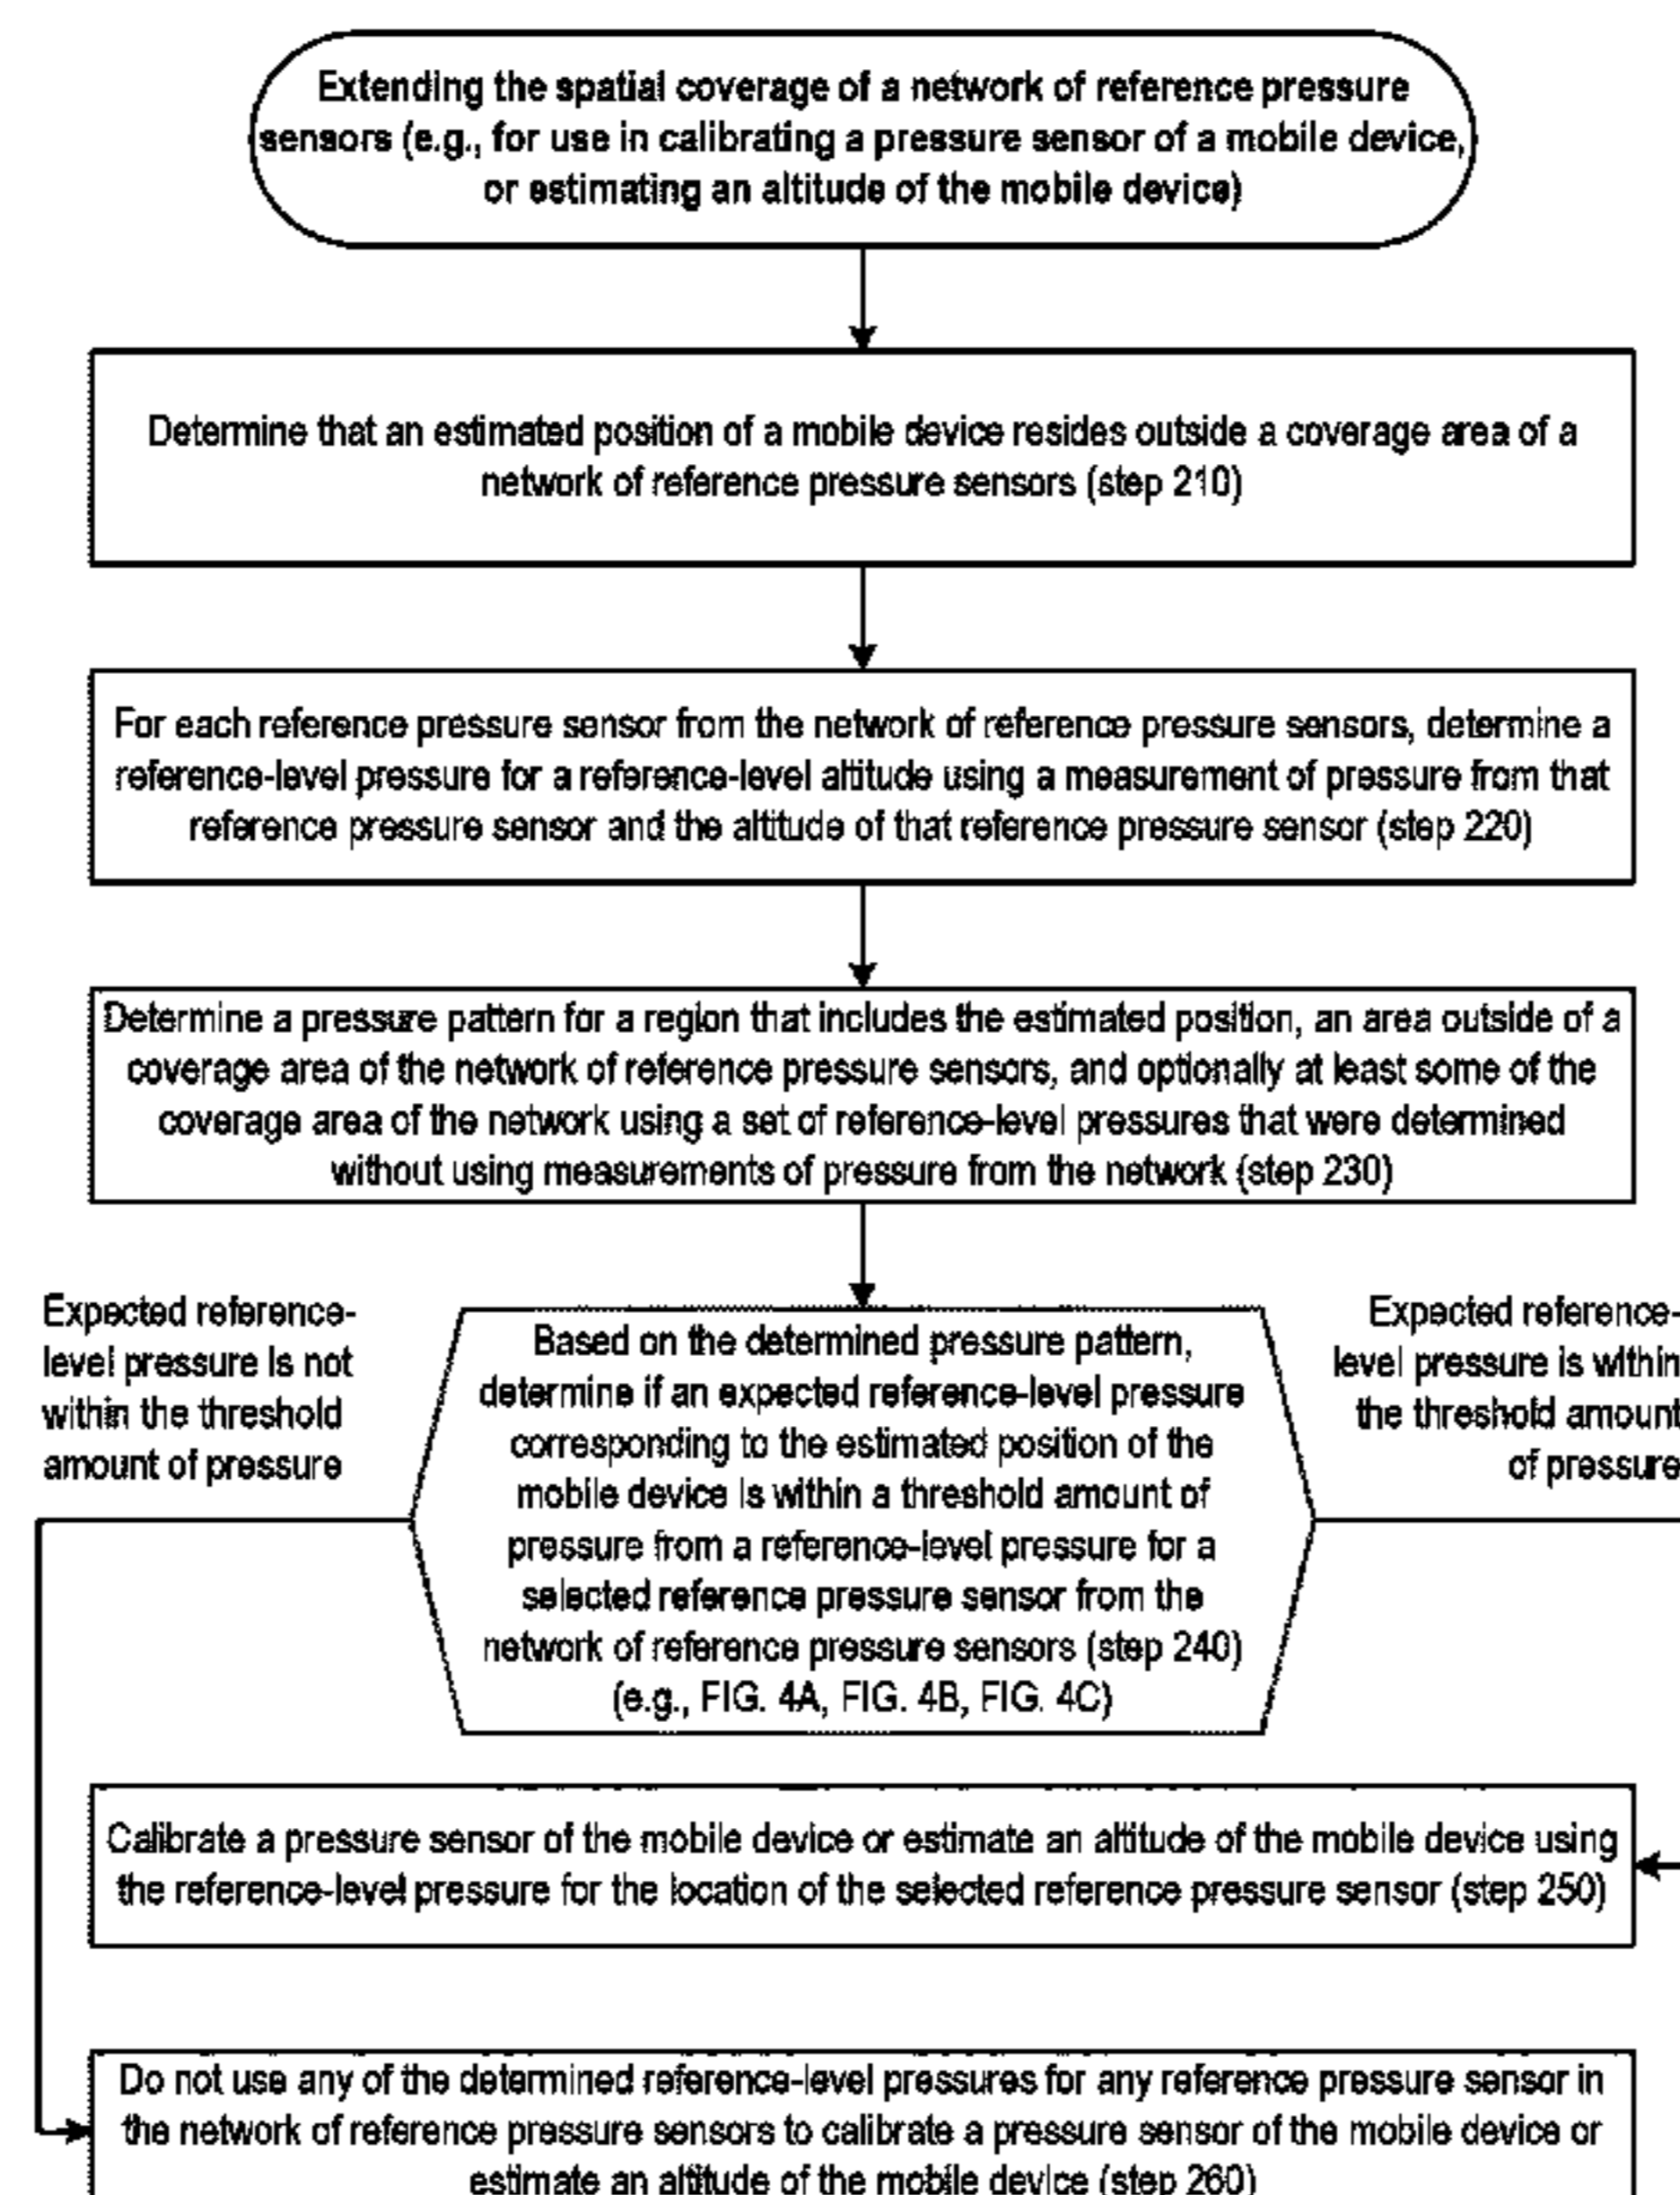 Extending the spatial coverage of a network of reference pressure
sensors (e.g., for use in calibrating a pressure sensor of a mobile device,
or estimating an altitude of the mobile device)
Determine that an estimated position of a mobile device resides outside a coverage area of a
network of reference pressure sensors (step 210)
For each reference pressure sensor from the network of reference pressure sensors, determine a
reference-level pressure for a reference-level altitude using a measurement of pressure from that
reference pressure sensor and the altitude of that reference pressure sensor (step 220)
Determine a pressure pattern for a region that includes the estimated position, an area outside of a
coverage area of the network of reference pressure sensors, and optionally at least some of the
coverage area of the network using a set of reference-level pressures that were determined
without using measurements of pressure from the network (step 230)
Expected reference-
level pressure is not
within the threshold
amount of pressure
Based on the determined pressure pattern,
determine if an expected reference-level pressure
corresponding to the estimated position of the
mobile device is within a threshold amount of
pressure from a reference-level pressure for a
selected reference pressure sensor from the
network of reference pressure sensors (step 240)
(e.g., FIG. 4A, FIG. 4B, FIG. 4C)
Expected reference-
level pressure is within
the threshold amount
of pressure
Calibrate a pressure sensor of the mobile device or estimate an altitude of the mobile device using
the reference-level pressure for the location of the selected reference pressure sensor (step 250)
Do not use any of the determined reference-level pressures for any reference pressure sensor in
the network of reference pressure sensors to calibrate a pressure sensor of the mobile device or
estimate an altitude of the mobile device (step 260)